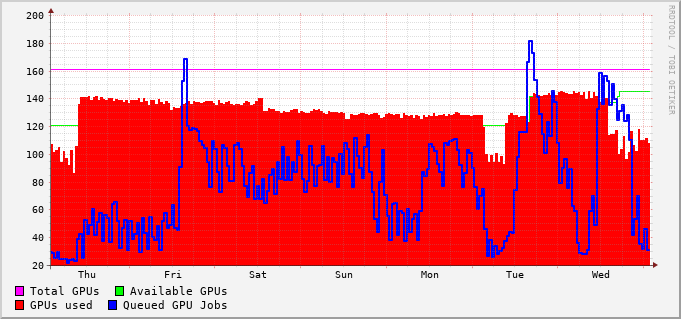 200
180
160
140
120
100
80
60
40
20
Thu Fri Sat Sun Mon Tue Wed
Total GPUs Available GPUs
GPUs used Queued GPU Jobs
RRDTOOL / TOBI OETIKER